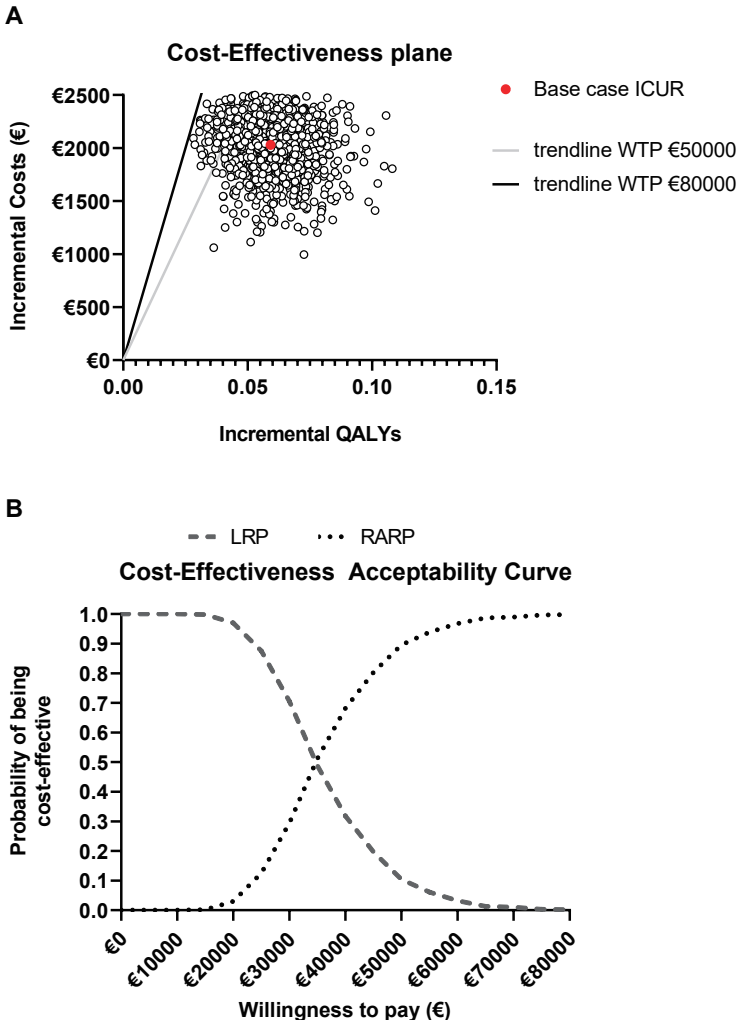 A
Cost-Effectiveness plane
€2500
€2000
€1500
€1000
€500
€0
Incremental Costs (€)
0.00 0.05 0.10 0.15
Incremental QALYs
Base case ICUR
trendline WTP €50000
trendline WTP €80000
B
LRP RARP
Cost-Effectiveness Acceptability Curve
1.0
0.9
0.8
0.7
0.6
0.5
0.4
0.3
0.2
0.1
0.0
Probability of being
cost-effective
€0 €10000 €20000 €30000 €40000 €50000 €60000 €70000 €80000
Willingness to pay (€)